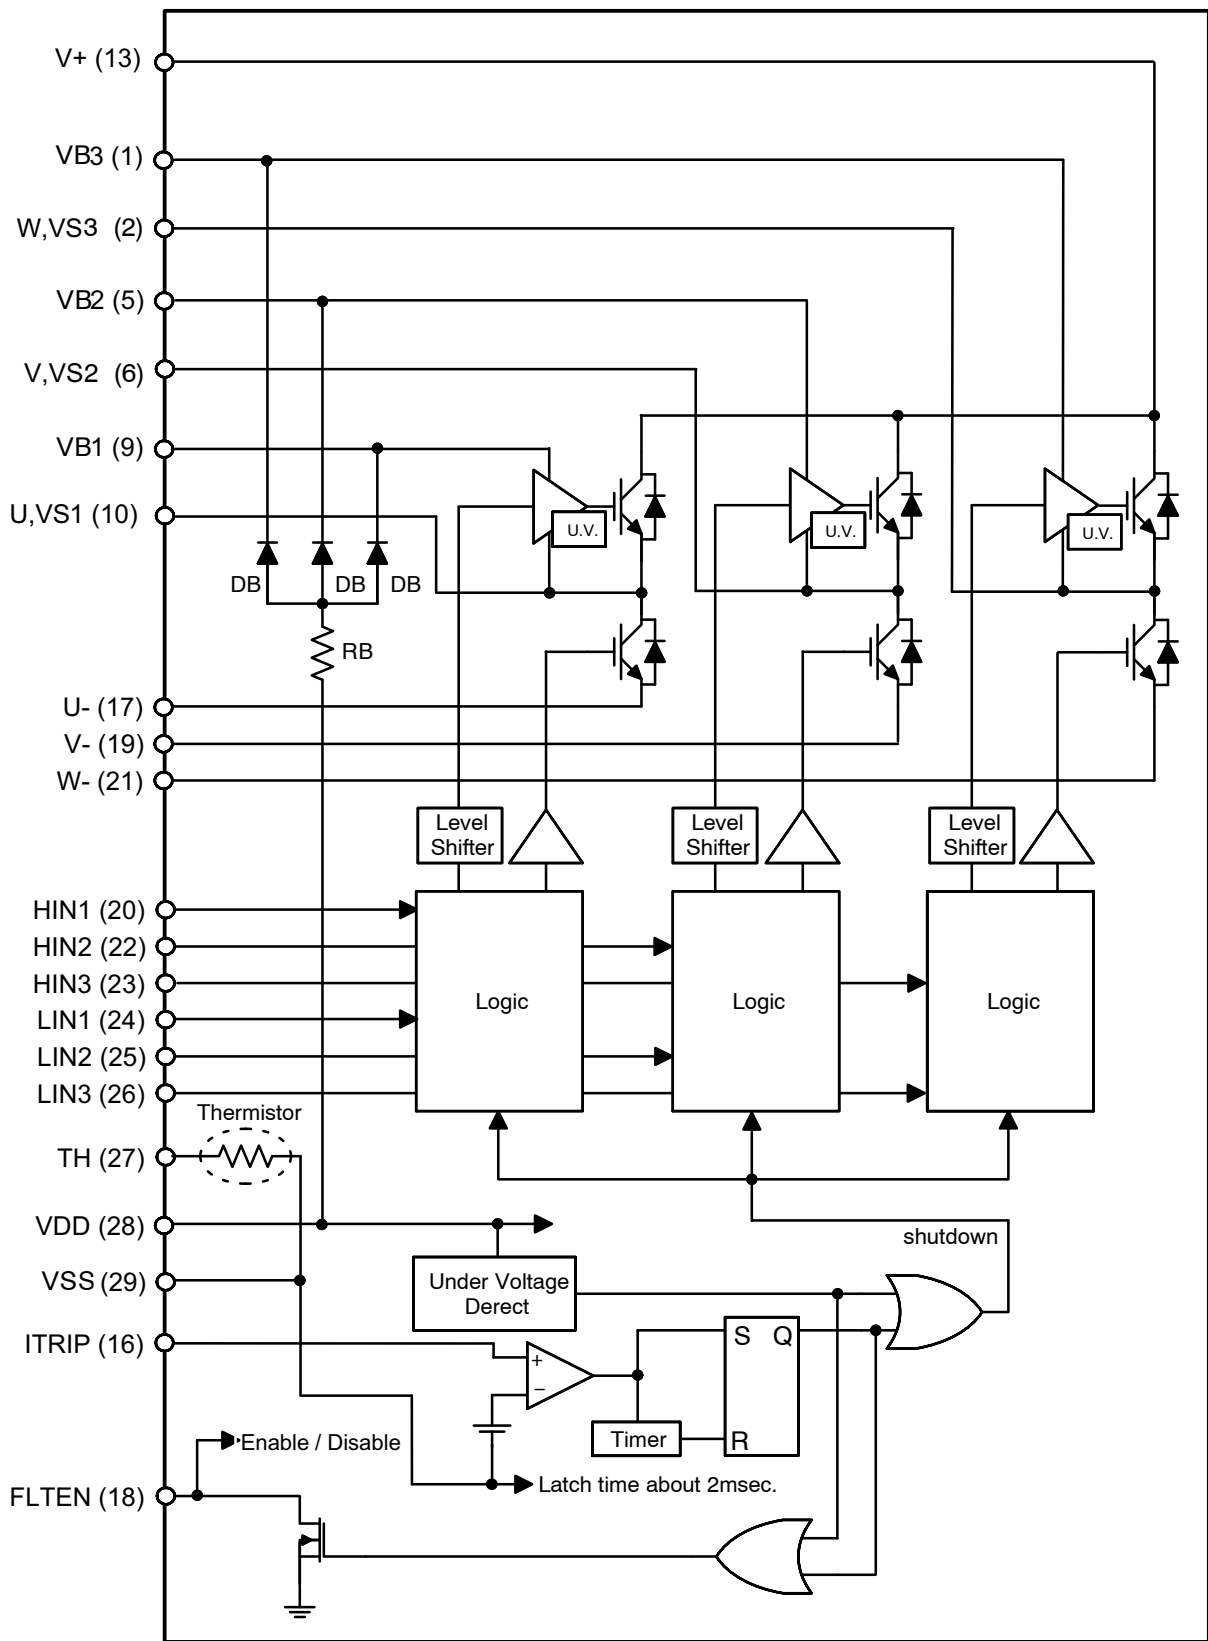 V+ (13)
VB3 (1)
W,VS3 (2)
VB2 (5)
V,VS2 (6)
VB1 (9)
U,VS1 (10)
U.V.
U.V.
U.V.
DB
DB
DB
RB
U- (17)
V- (19)
W- (21)
Level
Shifter
Level
Shifter
Level
Shifter
HIN1 (20)
HIN2 (22)
HIN3 (23)
LIN1 (24)
LIN2 (25)
LIN3 (26)
Logic
Logic
Logic
Thermistor
TH (27)
VDD (28)
VSS (29)
ITRIP (16)
shutdown
Under Voltage
Derect
+
−
S Q
R
Timer
Enable / Disable
Latch time about 2msec.
FLTEN (18)